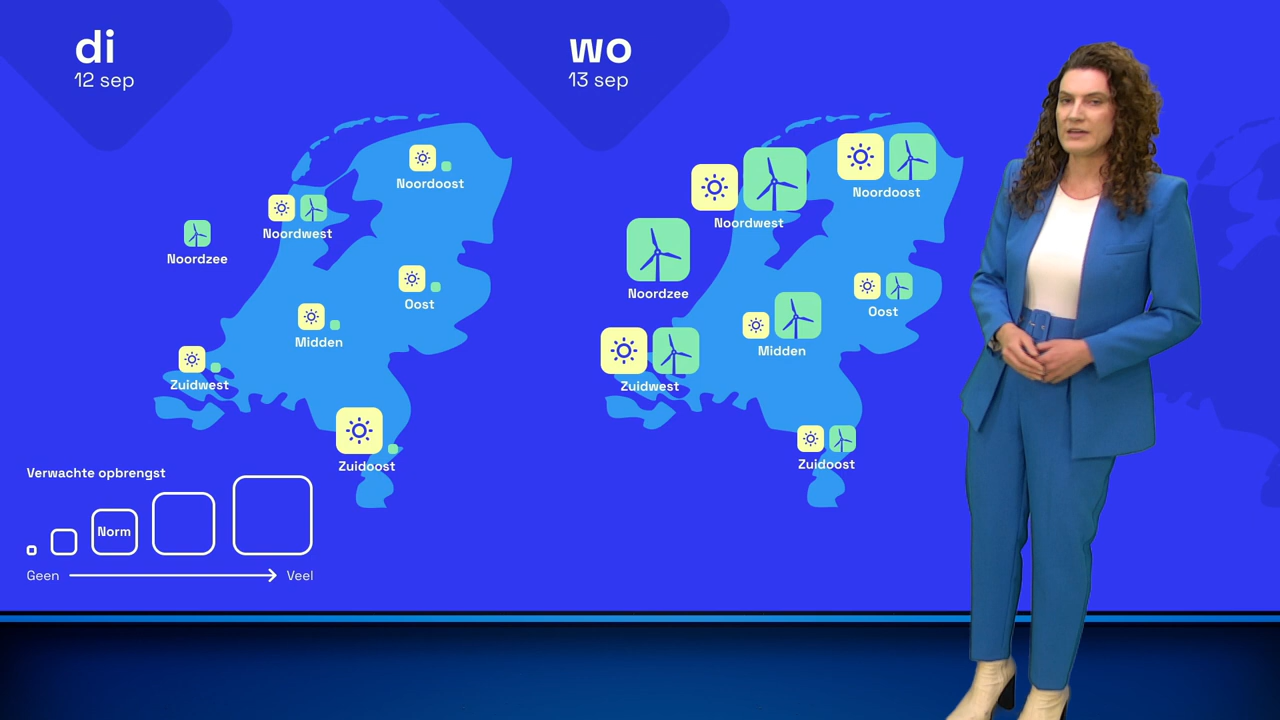 di
12 sep
wo
13 sep
Noordoost
Noordwest
Noordzee
Oost
Midden
Zuidwest
Zuidoost
Noordoost
Noordwest
Noordzee
Oost
Midden
Zuidwest
Zuidoost
Verwachte opbrengst
Norm
Geen
Veel